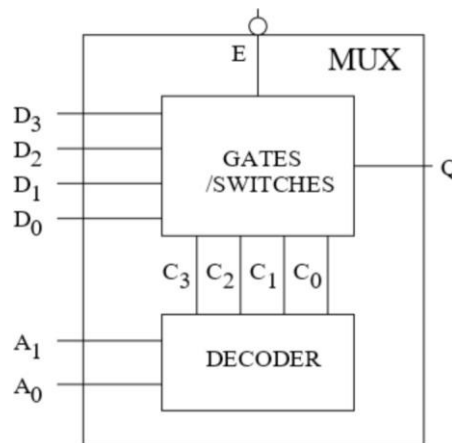 E
MUX
D3
D2
D1
D0
GATES
/SWITCHES
Q
C3 C2 C1 C0
A1
A0
DECODER